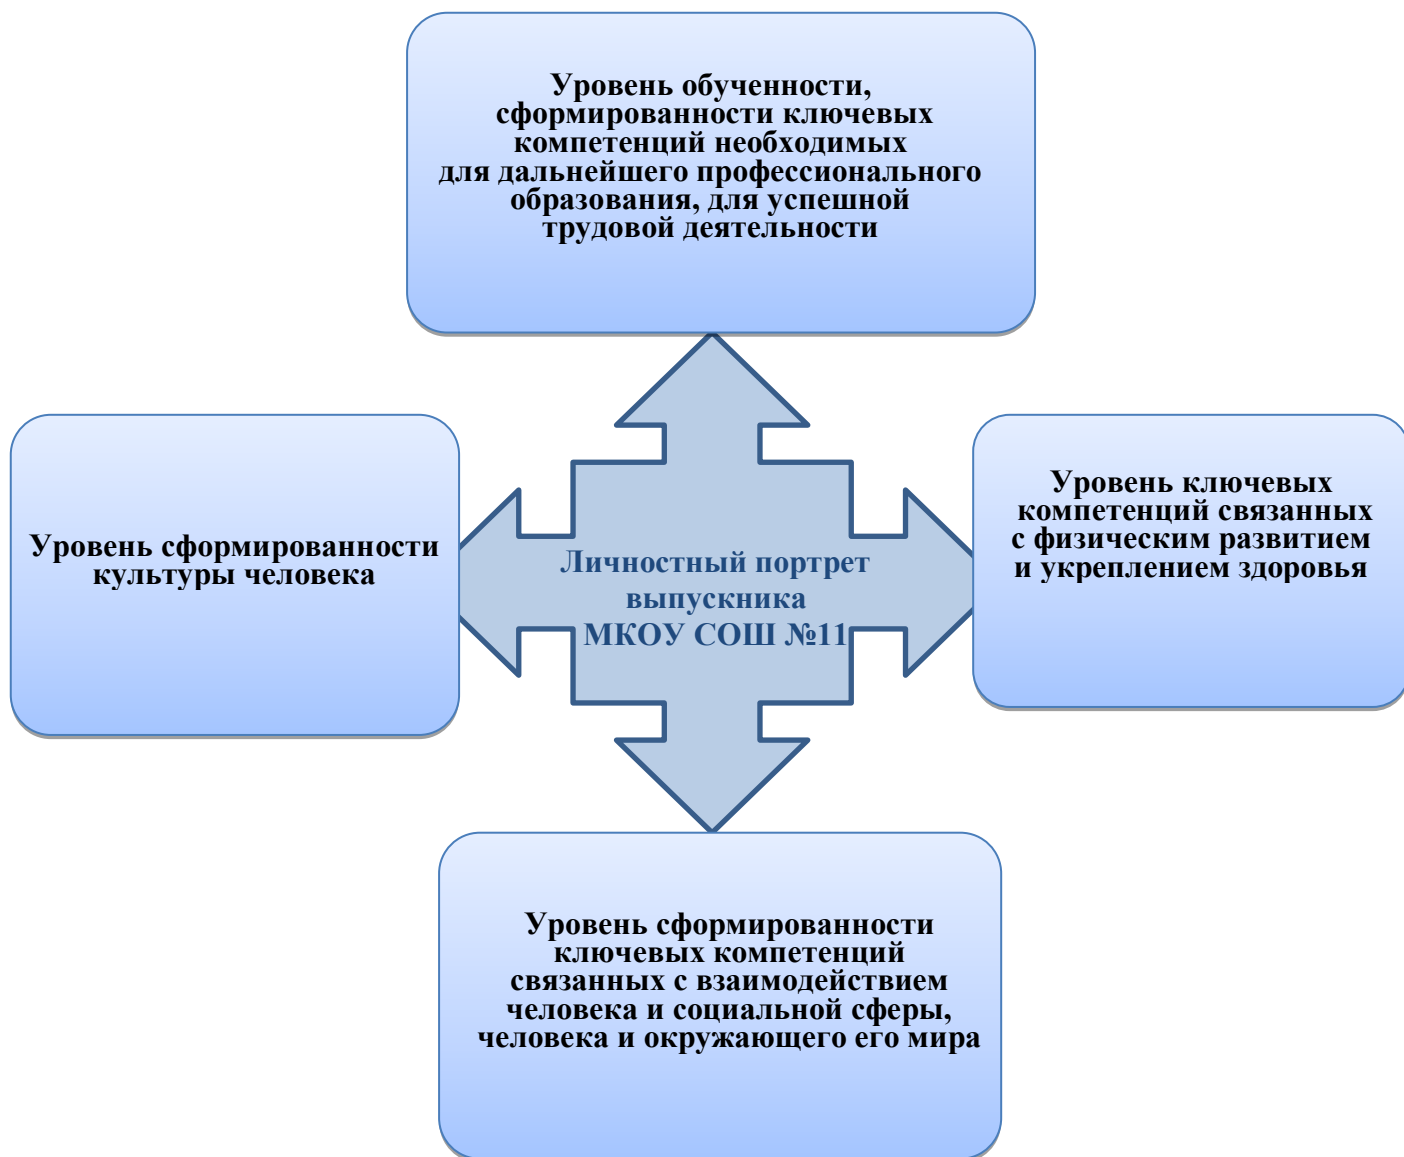 Уровень обученности,
сформированности ключевых
компетенций необходимых
для дальнейшего профессионального
образования, для успешной
трудовой деятельности
Уровень сформированности
культуры человека
Личностный портрет
выпускника
МКОУ СОШ №11
Уровень ключевых
компетенций связанных
с физическим развитием
и укреплением здоровья
Уровень сформированности
ключевых компетенций
связанных с взаимодействием
человека и социальной сферы,
человека и окружающего его мира